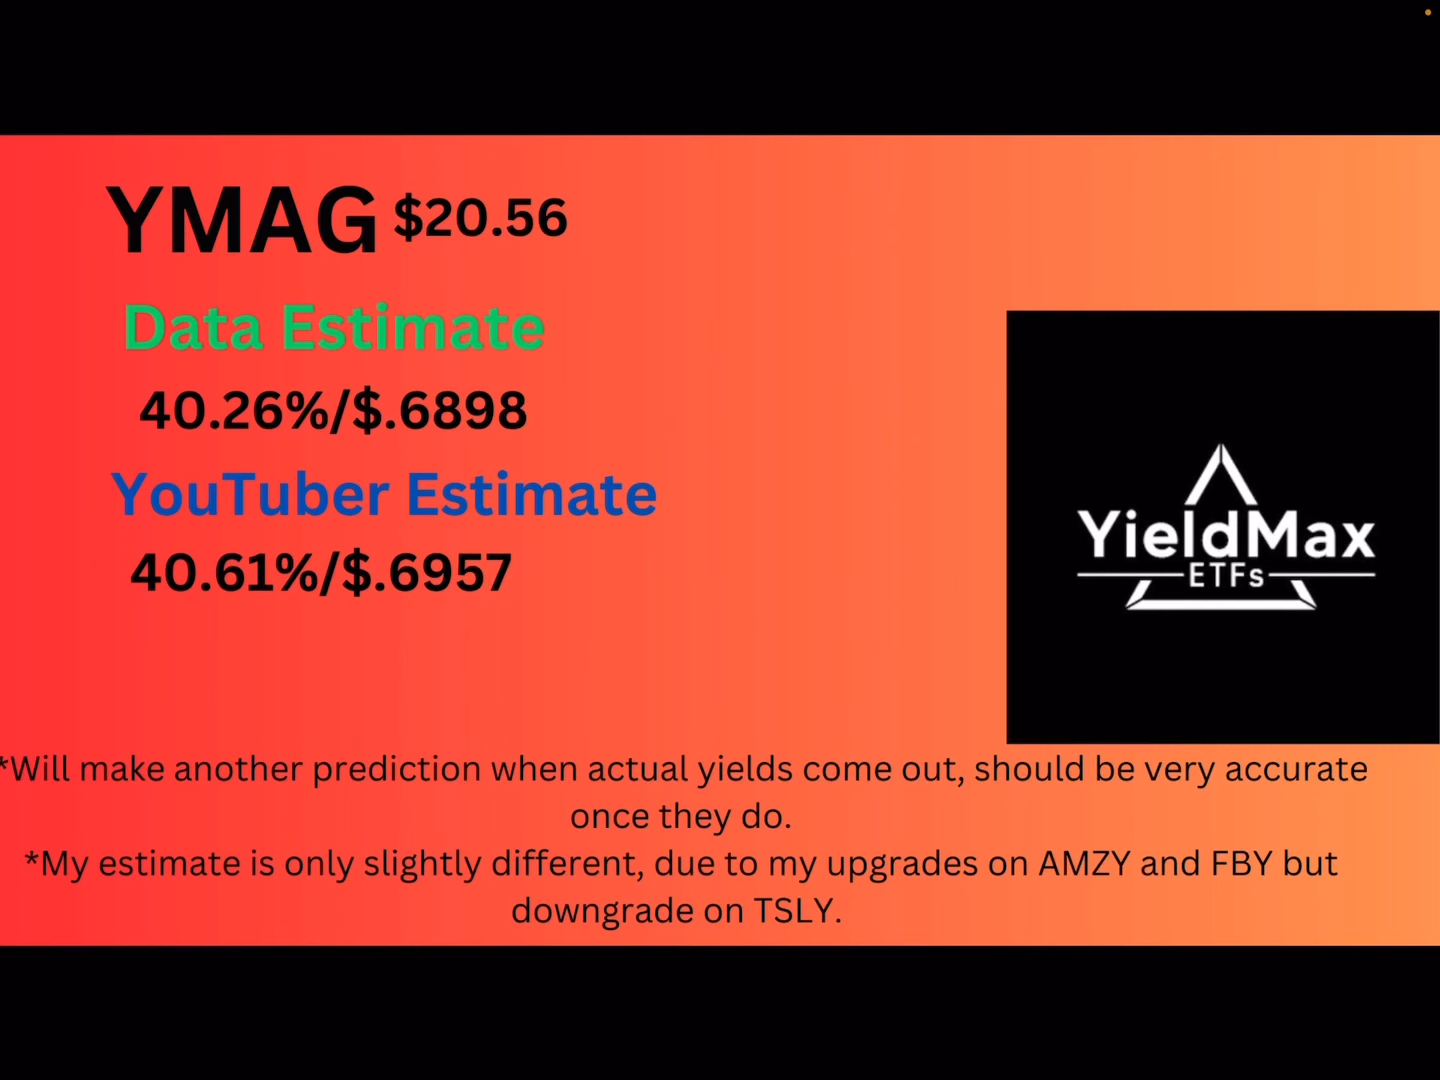 YMAG $20.56
Data Estimate
40.26%/$.6898
YouTuber Estimate
40.61%/$.6957
YieldMax
ETFs
*Will make another prediction when actual yields come out, should be very accurate
once they do.
*My estimate is only slightly different, due to my upgrades on AMZY and FBY but
downgrade on TSLY.